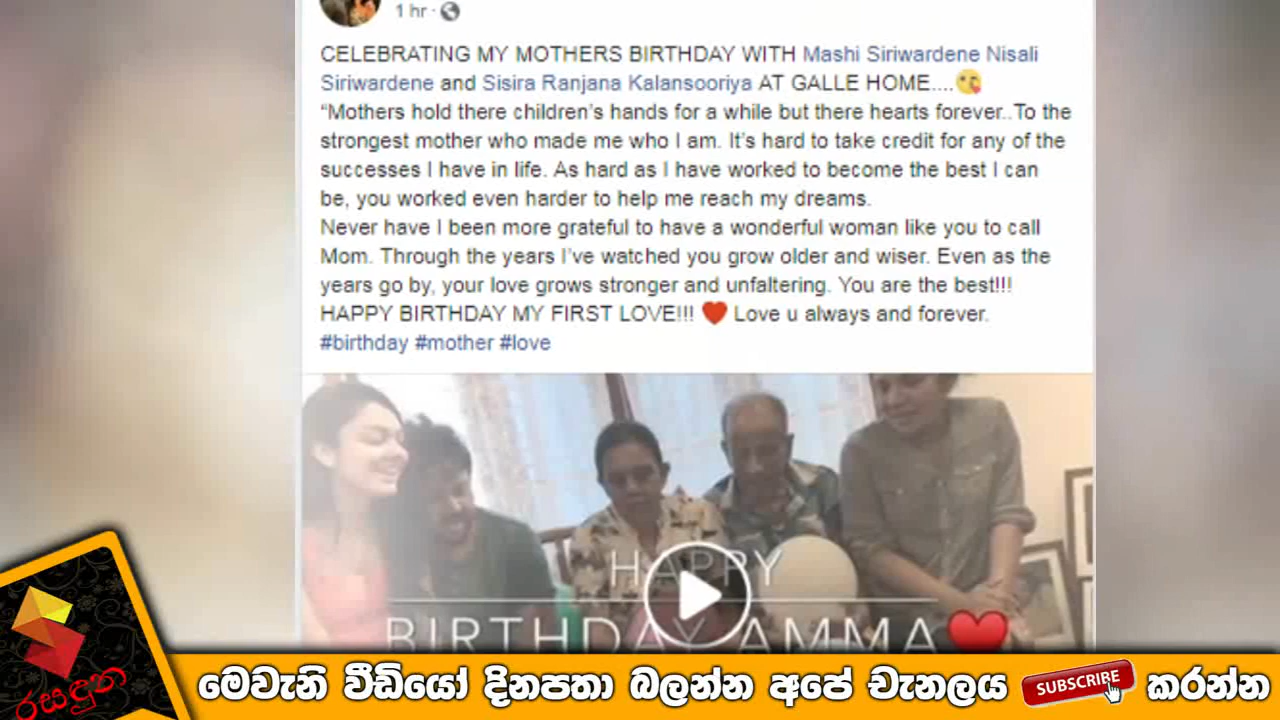 1 hr ·
CELEBRATING MY MOTHERS BIRTHDAY WITH Mashi Siriwardene Nisali
Siriwardene and Sisira Ranjana Kalansooriya AT GALLE HOME....😘
“Mothers hold there children’s hands for a while but there hearts forever..To the
strongest mother who made me who I am. It’s hard to take credit for any of the
successes I have in life. As hard as I have worked to become the best I can
be, you worked even harder to help me reach my dreams.
Never have I been more grateful to have a wonderful woman like you to call
Mom. Through the years I’ve watched you grow older and wiser. Even as the
years go by, your love grows stronger and unfaltering. You are the best!!!
HAPPY BIRTHDAY MY FIRST LOVE!!! ❤️ Love u always and forever.
#birthday #mother #love
HAPPY
BIRTHDAY AMMA❤️
රසඳුන
මෙවැනි වීඩියෝ දිනපතා බලන්න අපේ චැනලය SUBSCRIBE කරන්න